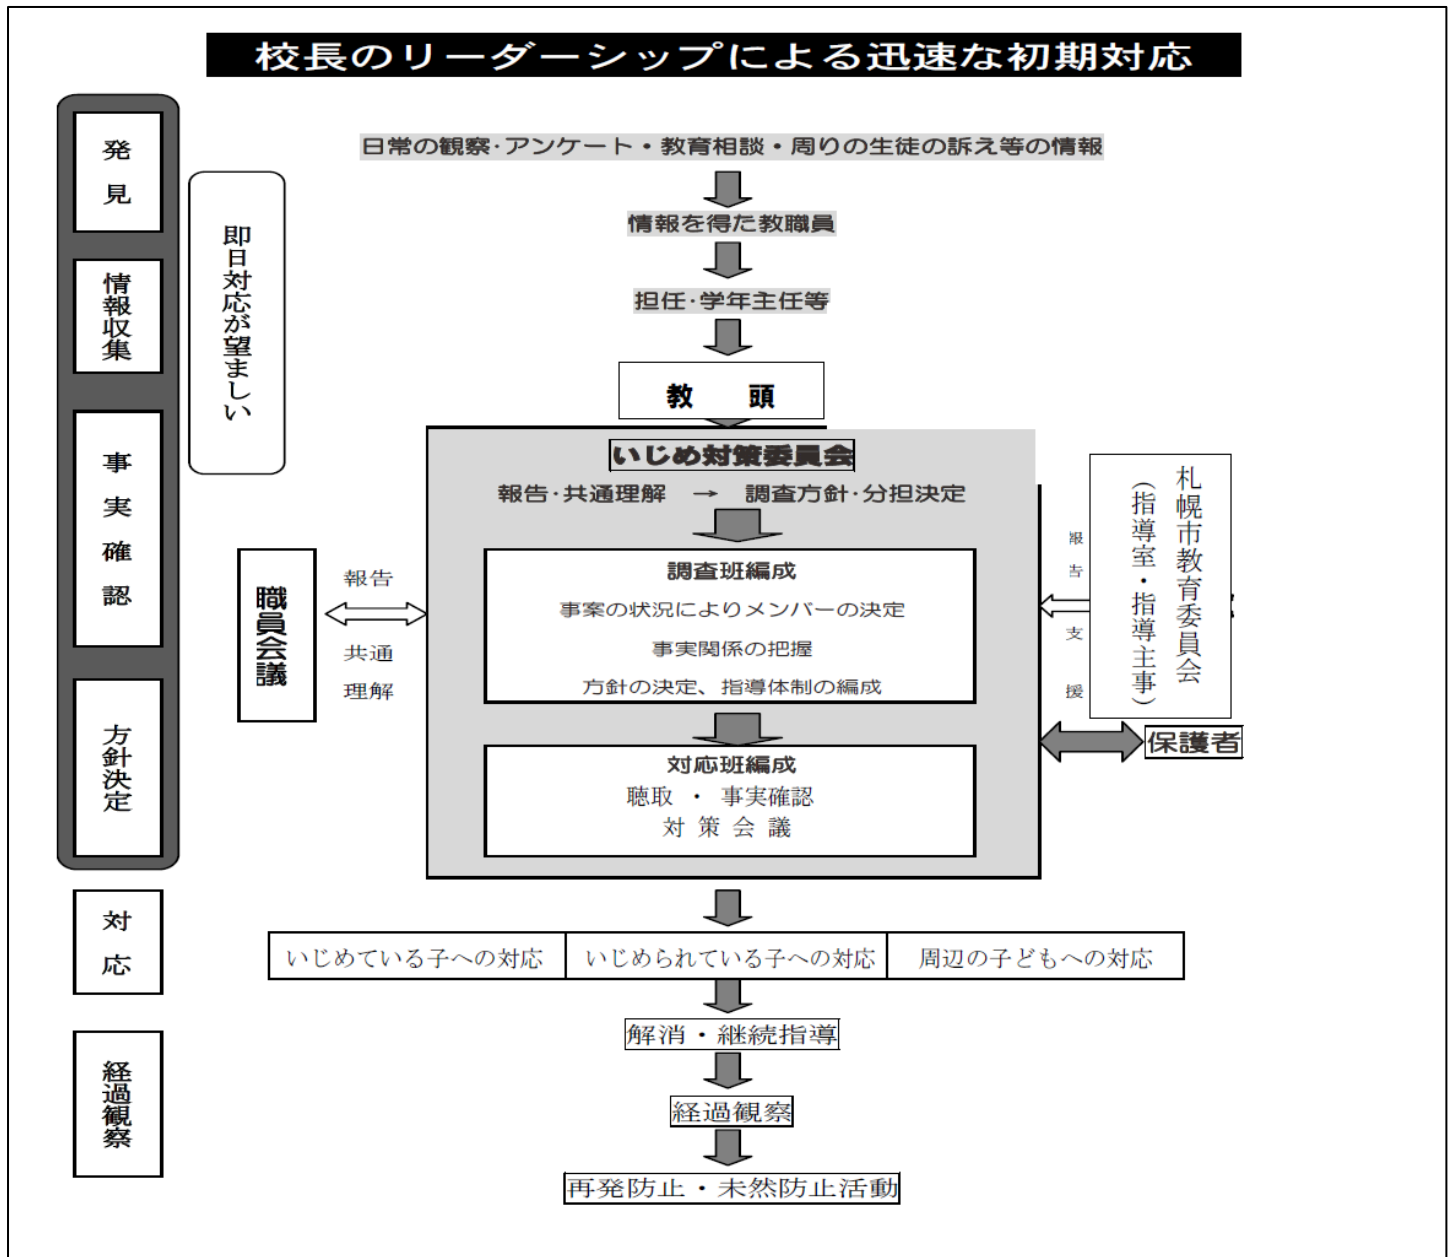 校長のリーダーシップによる迅速な初期対応
発見
情報収集
事実確認
方針決定
対応
経過観察
即日対応が望ましい
日常の観察・アンケート・教育相談・周りの生徒の訴え等の情報
情報を得た教職員
担任・学年主任等
教　頭
いじめ対策委員会
報告・共通理解　→　調査方針・分担決定
調査班編成
事案の状況によりメンバーの決定
事実関係の把握
方針の決定、指導体制の編成
対応班編成
聴取　・　事実確認
対 策 会 議
職員会議
報告
共通
理解
札幌市教育委員会
（指導室・指導主事）
報告
支援
保護者
いじめている子への対応
いじめられている子への対応
周辺の子どもへの対応
解消・継続指導
経過観察
再発防止・未然防止活動